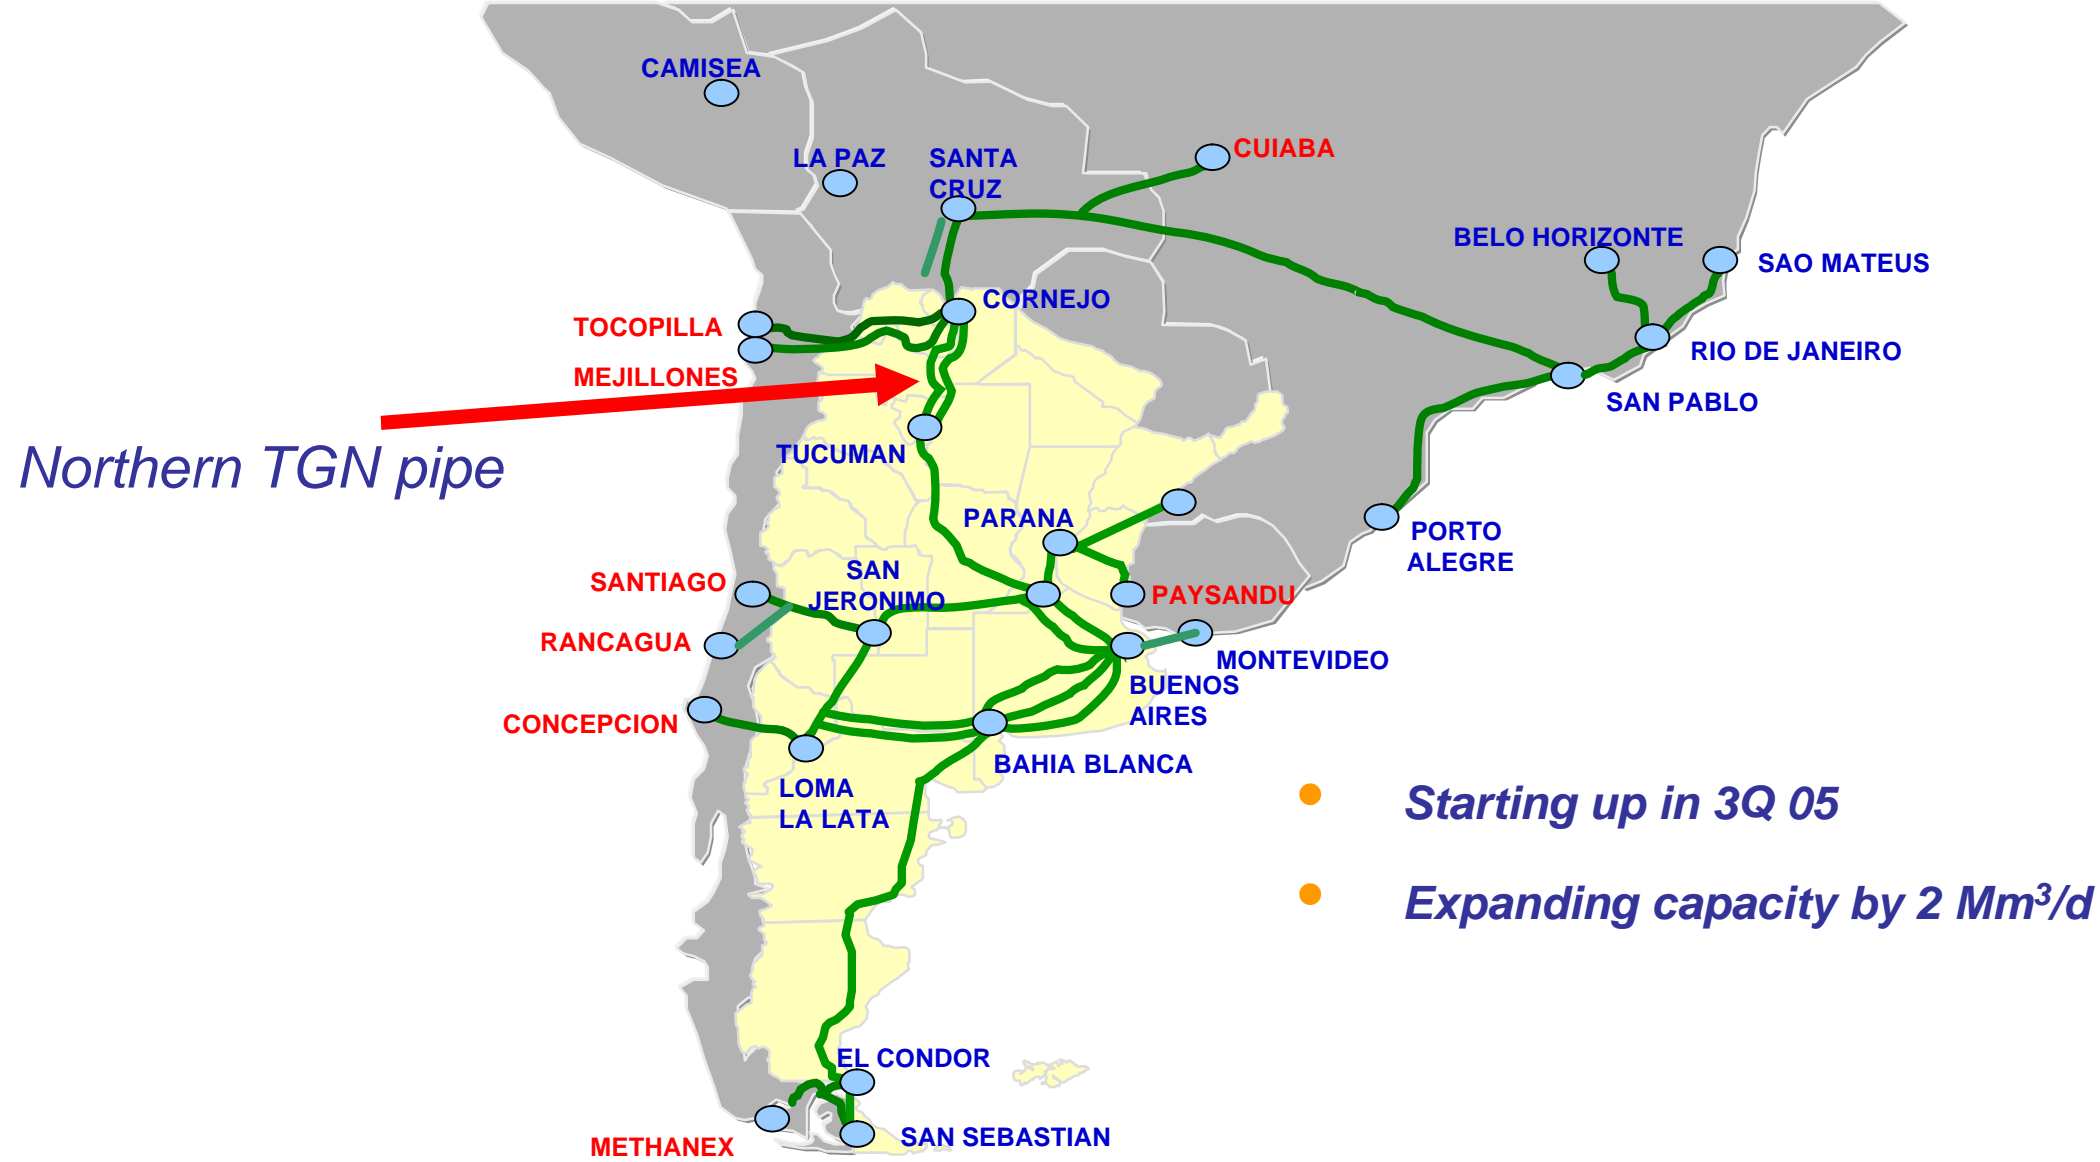 CAMISEA
LA PAZ
SANTA
CRUZ
CUIABA
BELO HORIZONTE
SAO MATEUS
CORNEJO
TOCOPILLA
RIO DE JANEIRO
MEJILLONES
SAN PABLO
Northern TGN pipe
TUCUMAN
PARANA
PORTO
ALEGRE
SAN
JERONIMO
SANTIAGO
PAYSANDU
RANCAGUA
MONTEVIDEO
BUENOS
AIRES
CONCEPCION
BAHIA BLANCA
LOMA
LA LATA
• Starting up in 3Q 05
• Expanding capacity by 2 Mm³/d
EL CONDOR
SAN SEBASTIAN
METHANEX